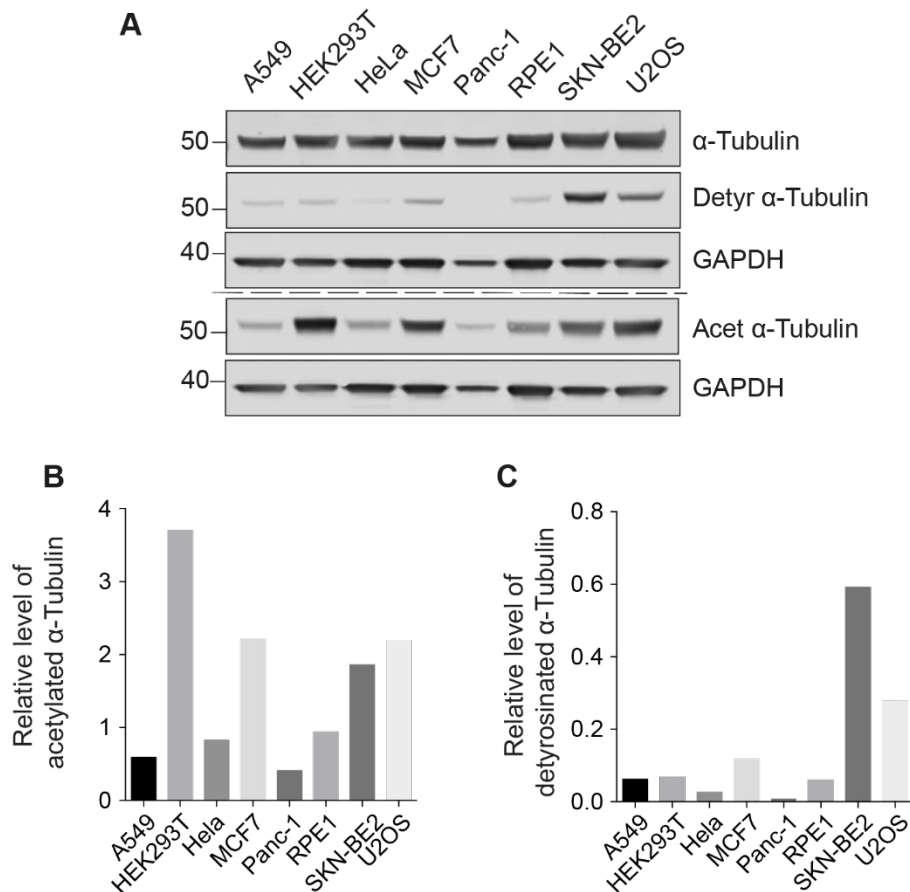 A
A549
HEK293T
HeLa
MCF7
Panc-1
RPE1
SKN-BE2
U2OS
50
α-Tubulin
50
Detyr α-Tubulin
40
GAPDH
50
Acet α-Tubulin
40
GAPDH
B
Relative level of
acetylated α-Tubulin
4
3
2
1
0
A549
HEK293T
Hela
MCF7
Panc-1
RPE1
SKN-BE2
U2OS
C
Relative level of
detyrosinated α-Tubulin
0.8
0.6
0.4
0.2
0.0
A549
HEK293T
Hela
MCF7
Panc-1
RPE1
SKN-BE2
U2OS